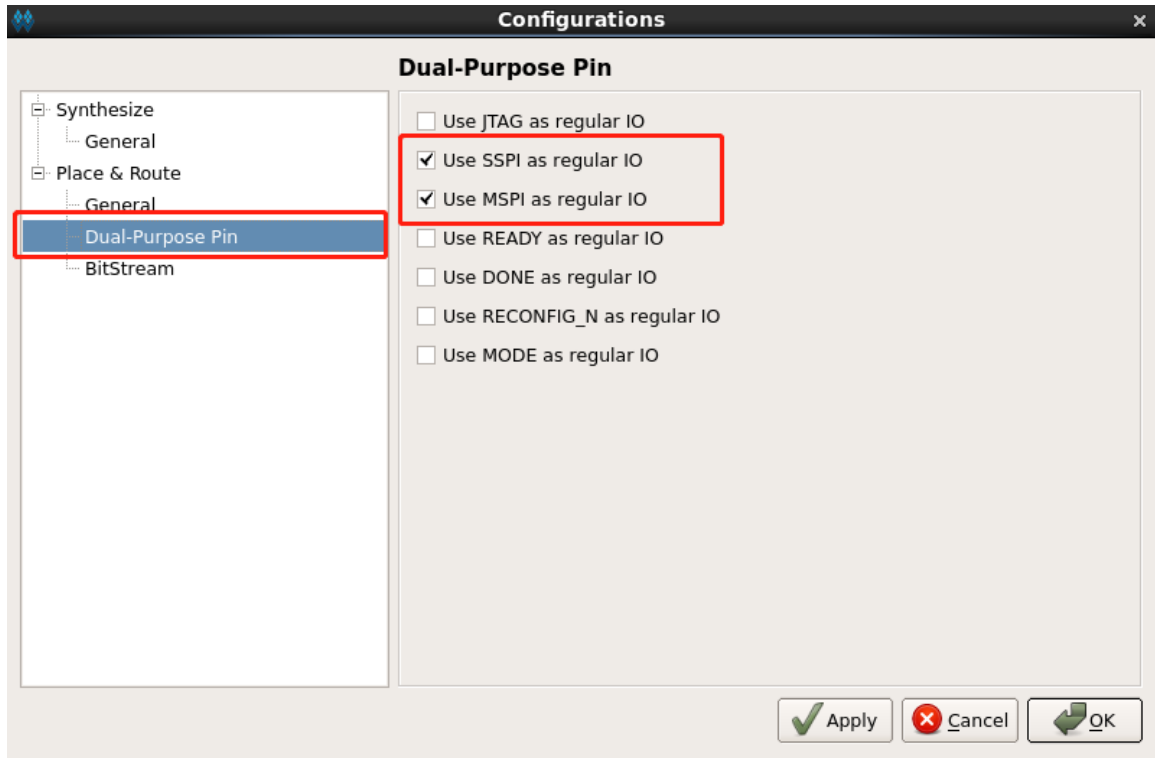 Configurations
Dual-Purpose Pin
Synthesize
General
Place & Route
General
Dual-Purpose Pin
BitStream
Use JTAG as regular IO
Use SSPI as regular IO
Use MSPI as regular IO
Use READY as regular IO
Use DONE as regular IO
Use RECONFIG_N as regular IO
Use MODE as regular IO
Apply
Cancel
OK